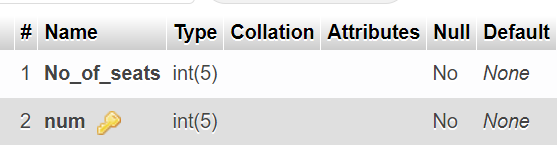 # Name Type Collation Attributes Null Default
1 No_of_seats int(5) No None
2 num int(5) No None